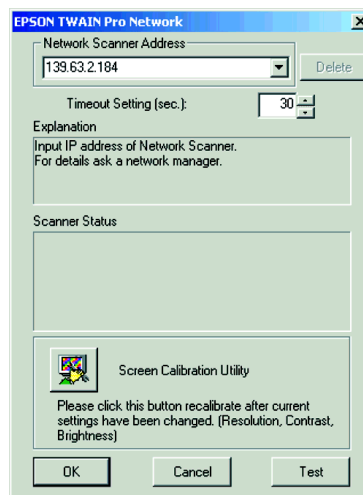 EPSON TWAIN Pro Network
Network Scanner Address
139.63.2.184
Delete
Timeout Setting (sec.):
30
Explanation
Input IP address of Network Scanner.
For details ask a network manager.
Scanner Status
Screen Calibration Utility
Please click this button recalibrate after current
settings have been changed. (Resolution, Contrast,
Brightness)
OK
Cancel
Test